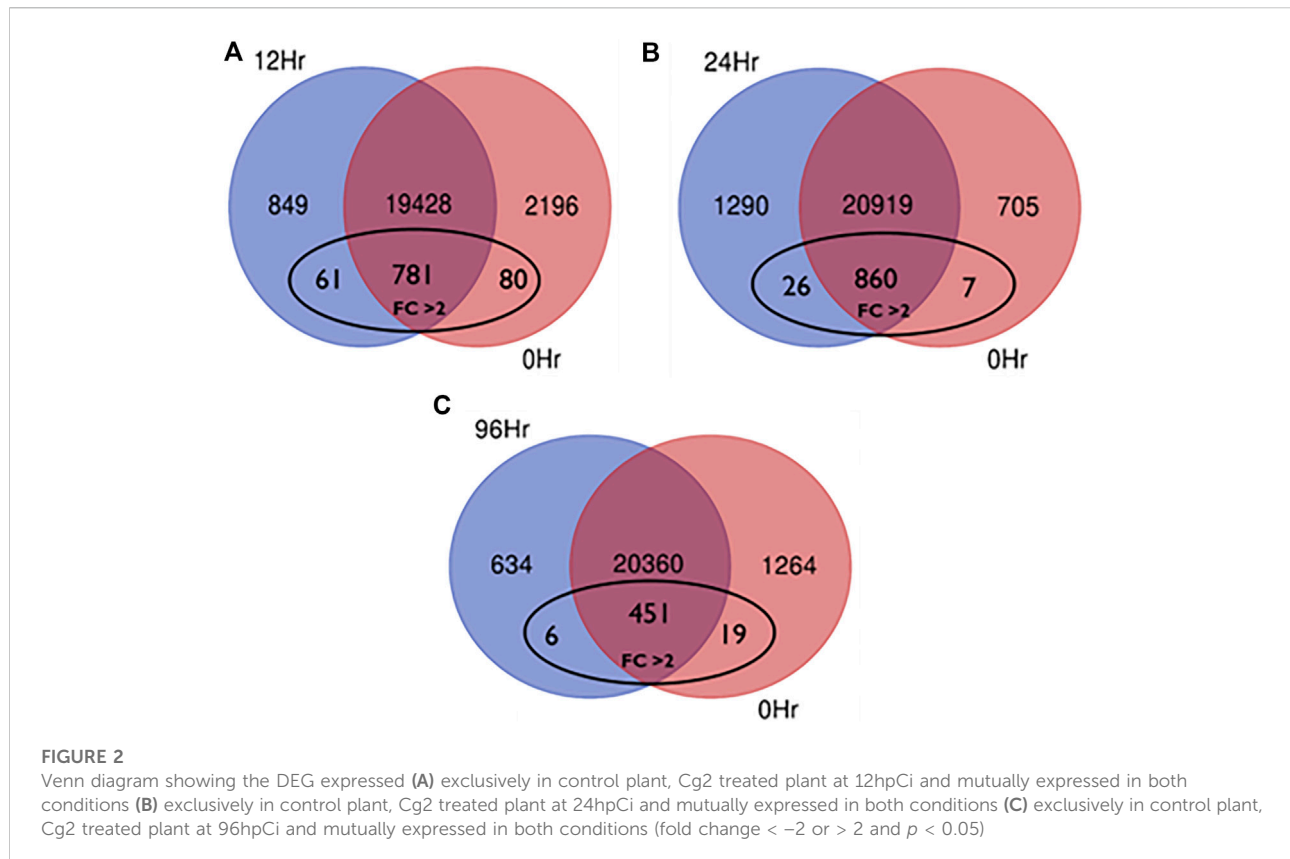 A
12Hr
849
19428
2196
61
781
80
FC >2
0Hr
B
24Hr
1290
20919
705
26
860
7
FC >2
0Hr
C
96Hr
634
20360
1264
6
451
19
FC >2
0Hr
FIGURE 2
Venn diagram showing the DEG expressed (A) exclusively in control plant, Cg2 treated plant at 12hpCi and mutually expressed in both
conditions (B) exclusively in control plant, Cg2 treated plant at 24hpCi and mutually expressed in both conditions (C) exclusively in control plant,
Cg2 treated plant at 96hpCi and mutually expressed in both conditions (fold change < –2 or > 2 and p < 0.05)